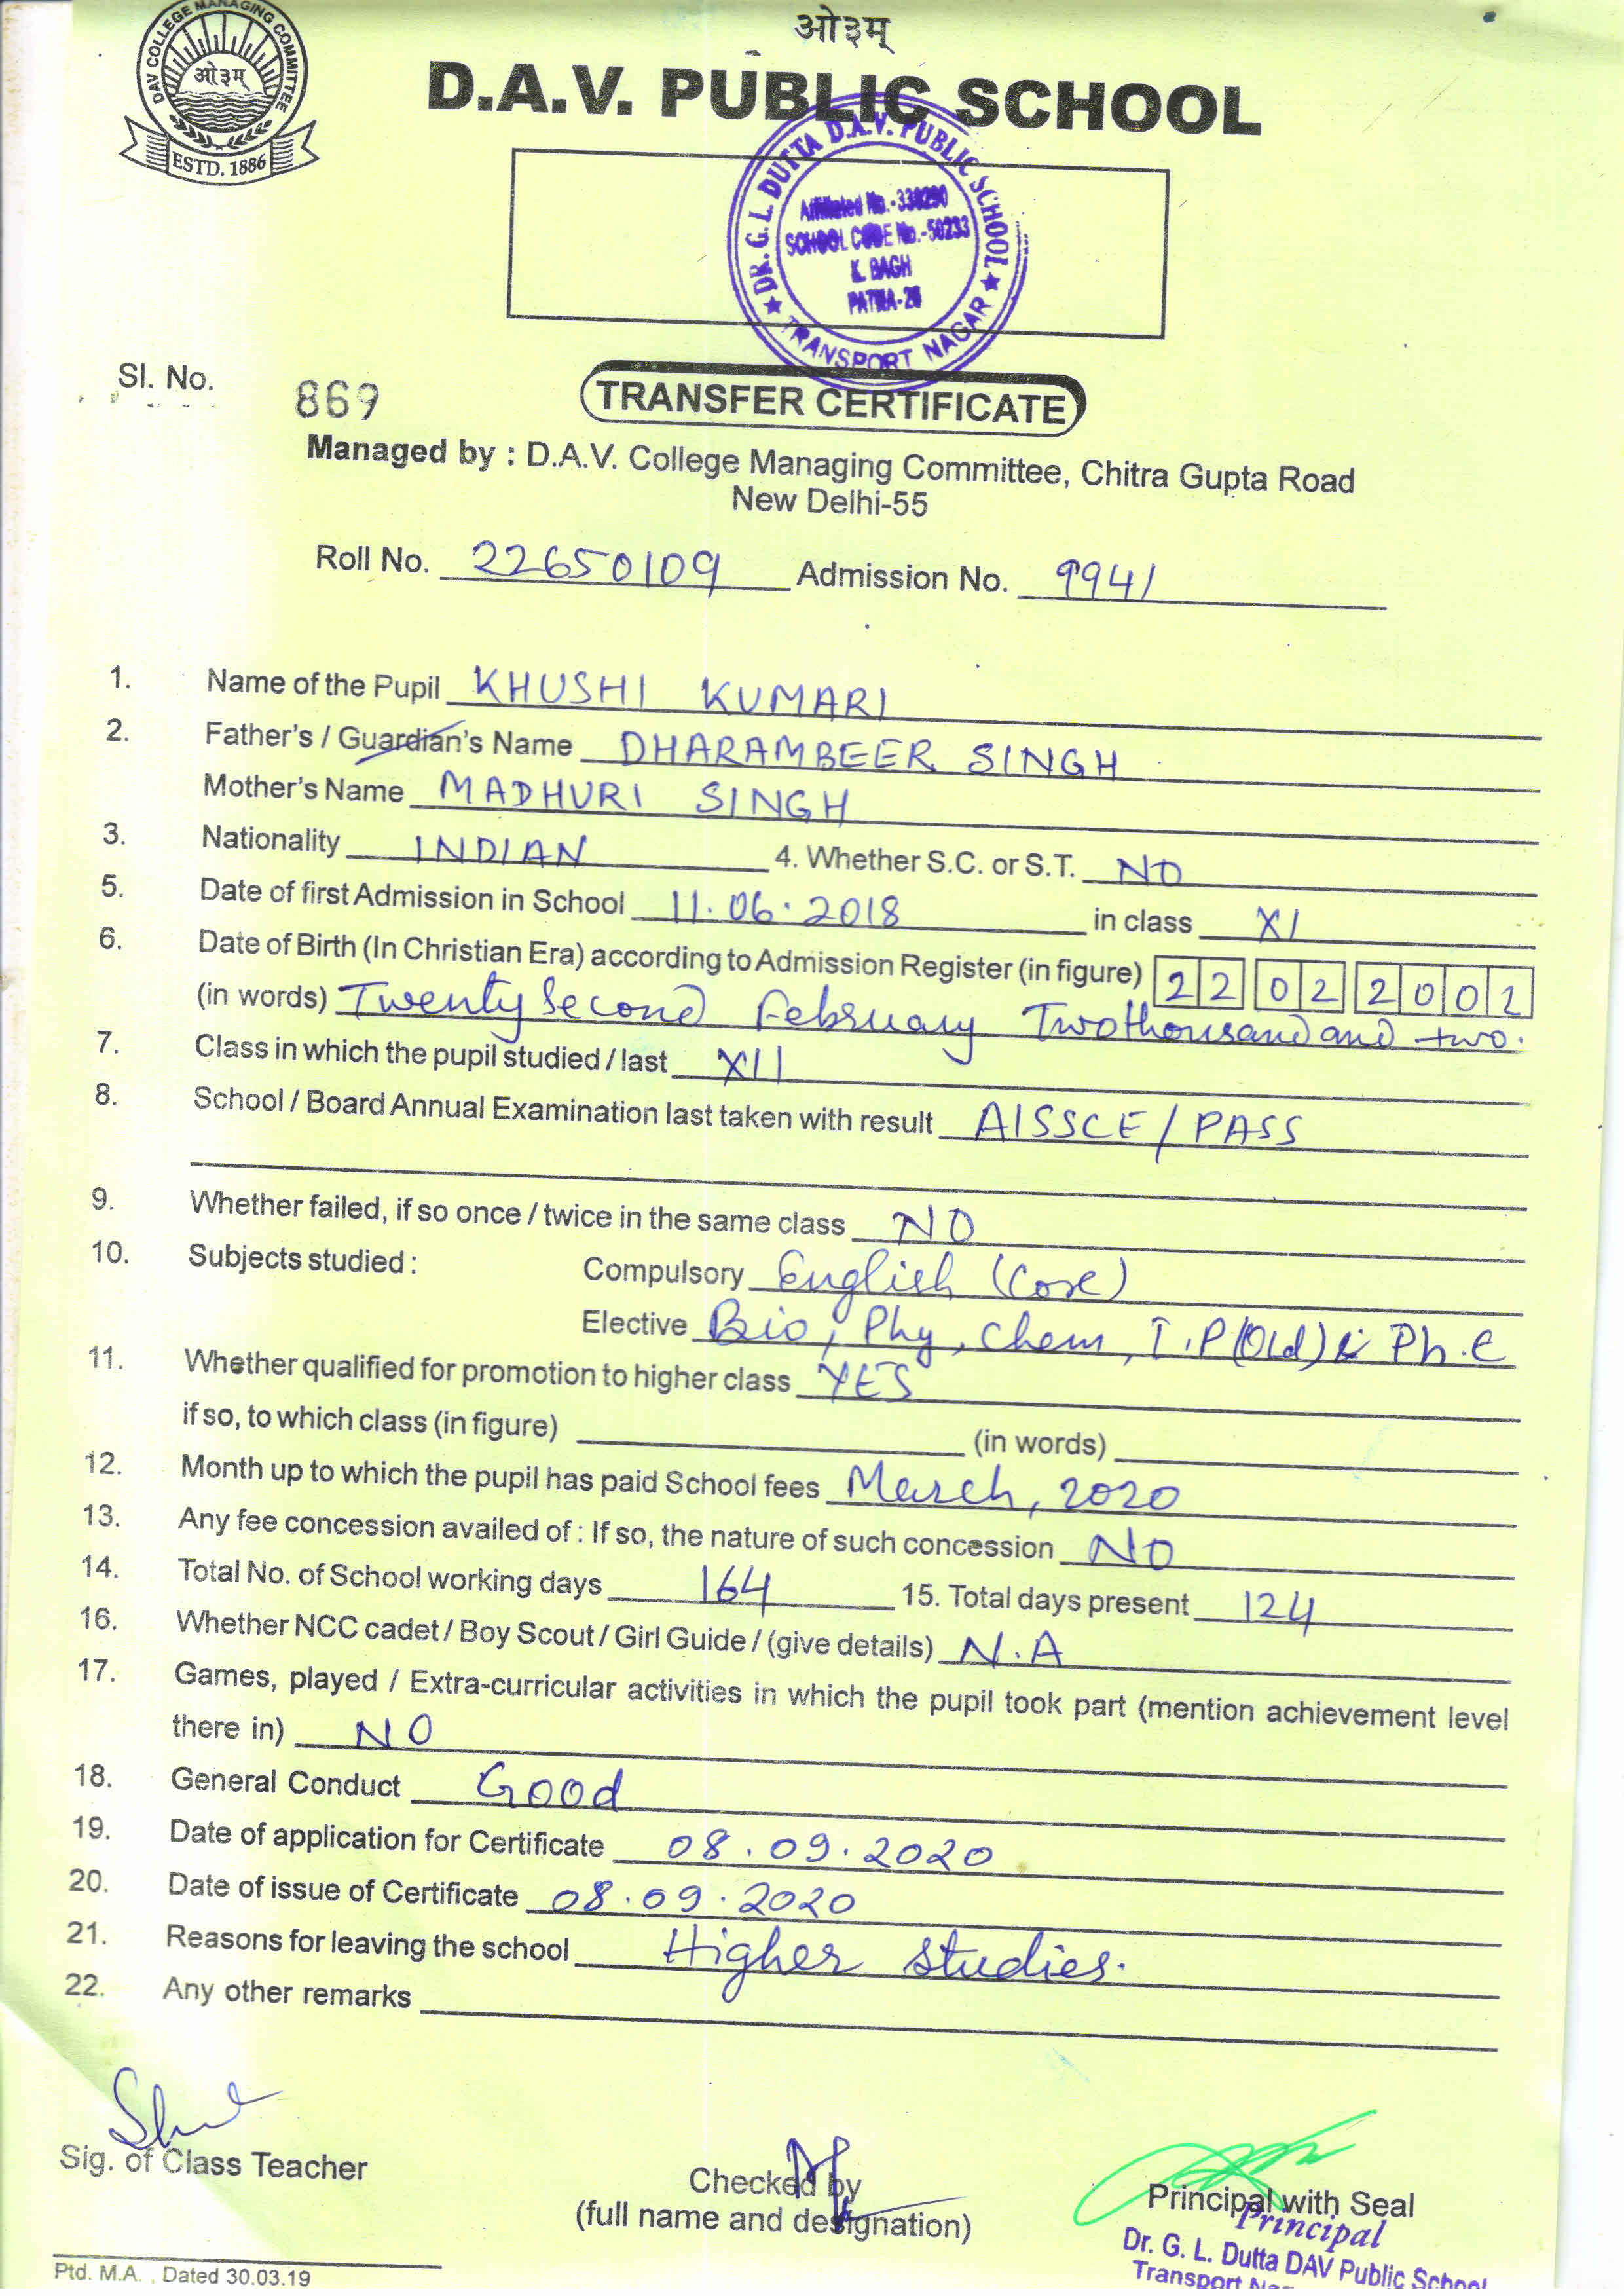 ओ३म्
DAV COLLEGE MANAGING COMMITTEE
ओ३म्
ESTD. 1886
D.A.V. PUBLIC SCHOOL
DR. G. L. DUTTA D.A.V. PUBLIC SCHOOL
Affiliated No.-330290
SCHOOL CODE No.-50233
K. BAGH
PATNA-26
TRANSPORT NAGAR
Sl. No. 869
TRANSFER CERTIFICATE
Managed by : D.A.V. College Managing Committee, Chitra Gupta Road
New Delhi-55
Roll No. 22650109 Admission No. 9941
1. Name of the Pupil KHUSHI KUMARI
2. Father's / Guardian's Name DHARAMBEER SINGH
Mother's Name MADHURI SINGH
3. Nationality INDIAN 4. Whether S.C. or S.T. NO
5. Date of first Admission in School 11.06.2018 in class XI
6. Date of Birth (In Christian Era) according to Admission Register (in figure) 22 02 2002
(in words) Twenty Second February Two thousand and two.
7. Class in which the pupil studied / last XII
8. School / Board Annual Examination last taken with result AISSCE / PASS
9. Whether failed, if so once / twice in the same class NO
10. Subjects studied : Compulsory English (Core)
Elective Bio, Phy, Chem, I.P(Old) & Ph.E
11. Whether qualified for promotion to higher class YES
if so, to which class (in figure) (in words)
12. Month up to which the pupil has paid School fees March, 2020
13. Any fee concession availed of : If so, the nature of such concession NO
14. Total No. of School working days 164 15. Total days present 124
16. Whether NCC cadet / Boy Scout / Girl Guide / (give details) N.A
17. Games, played / Extra-curricular activities in which the pupil took part (mention achievement level
there in) NO
18. General Conduct Good
19. Date of application for Certificate 08.09.2020
20. Date of issue of Certificate 08.09.2020
21. Reasons for leaving the school Higher studies.
22. Any other remarks
Sig. of Class Teacher
Checked by
(full name and designation)
Principal with Seal
Principal
Dr. G. L. Dutta DAV Public School
Transport
Ptd. M.A. , Dated 30.03.19